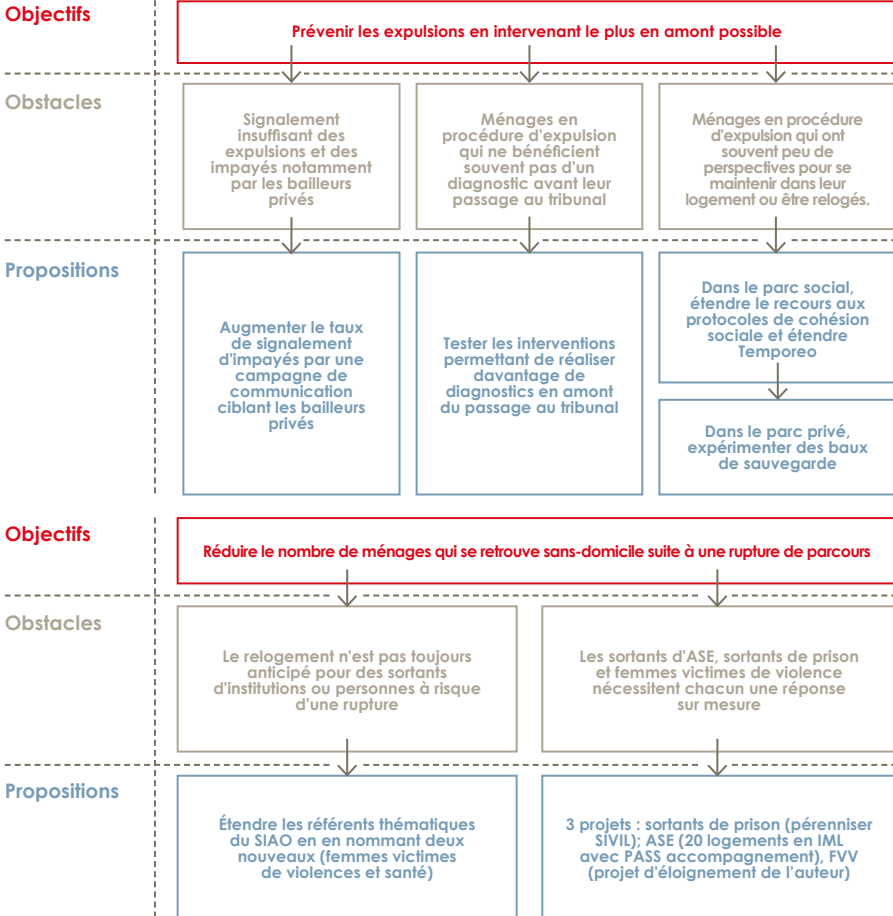 Objectifs
Prévenir les expulsions en intervenant le plus en amont possible
Obstacles
Signalement
insuffisant des
expulsions et des
impayés notamment
par les bailleurs
privés
Ménages en
procédure d'expulsion
qui ne bénéficient
souvent pas d'un
diagnostic avant leur
passage au tribunal
Ménages en procédure
d'expulsion qui ont
souvent peu de
perspectives pour se
maintenir dans leur
logement ou être relogés.
Propositions
Augmenter le taux
de signalement
d'impayés par une
campagne de
communication
ciblant les bailleurs
privés
Tester les interventions
permettant de réaliser
davantage de
diagnostics en amont
du passage au tribunal
Dans le parc social,
étendre le recours aux
protocoles de cohésion
sociale et étendre
Temporeo
Dans le parc privé,
expérimenter des baux
de sauvegarde
Objectifs
Réduire le nombre de ménages qui se retrouve sans-domicile suite à une rupture de parcours
Obstacles
Le relogement n'est pas toujours
anticipé pour des sortants
d'institutions ou personnes à risque
d'une rupture
Les sortants d'ASE, sortants de prison
et femmes victimes de violence
nécessitent chacun une réponse
sur mesure
Propositions
Étendre les référents thématiques
du SIAO en en nommant deux
nouveaux (femmes victimes
de violences et santé)
3 projets : sortants de prison (pérenniser
SIVIL); ASE (20 logements en IML
avec PASS accompagnement), FVV
(projet d'éloignement de l'auteur)